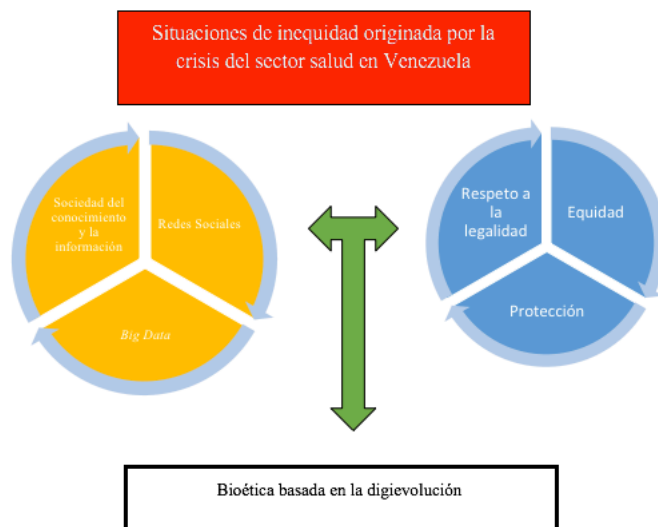 Situaciones de inequidad originada por la
crisis del sector salud en Venezuela
Sociedad del
conocimiento
y la
información
Redes Sociales
Big Data
Respeto a
la
legalidad
Equidad
Protección
Bioética basada en la digievolución